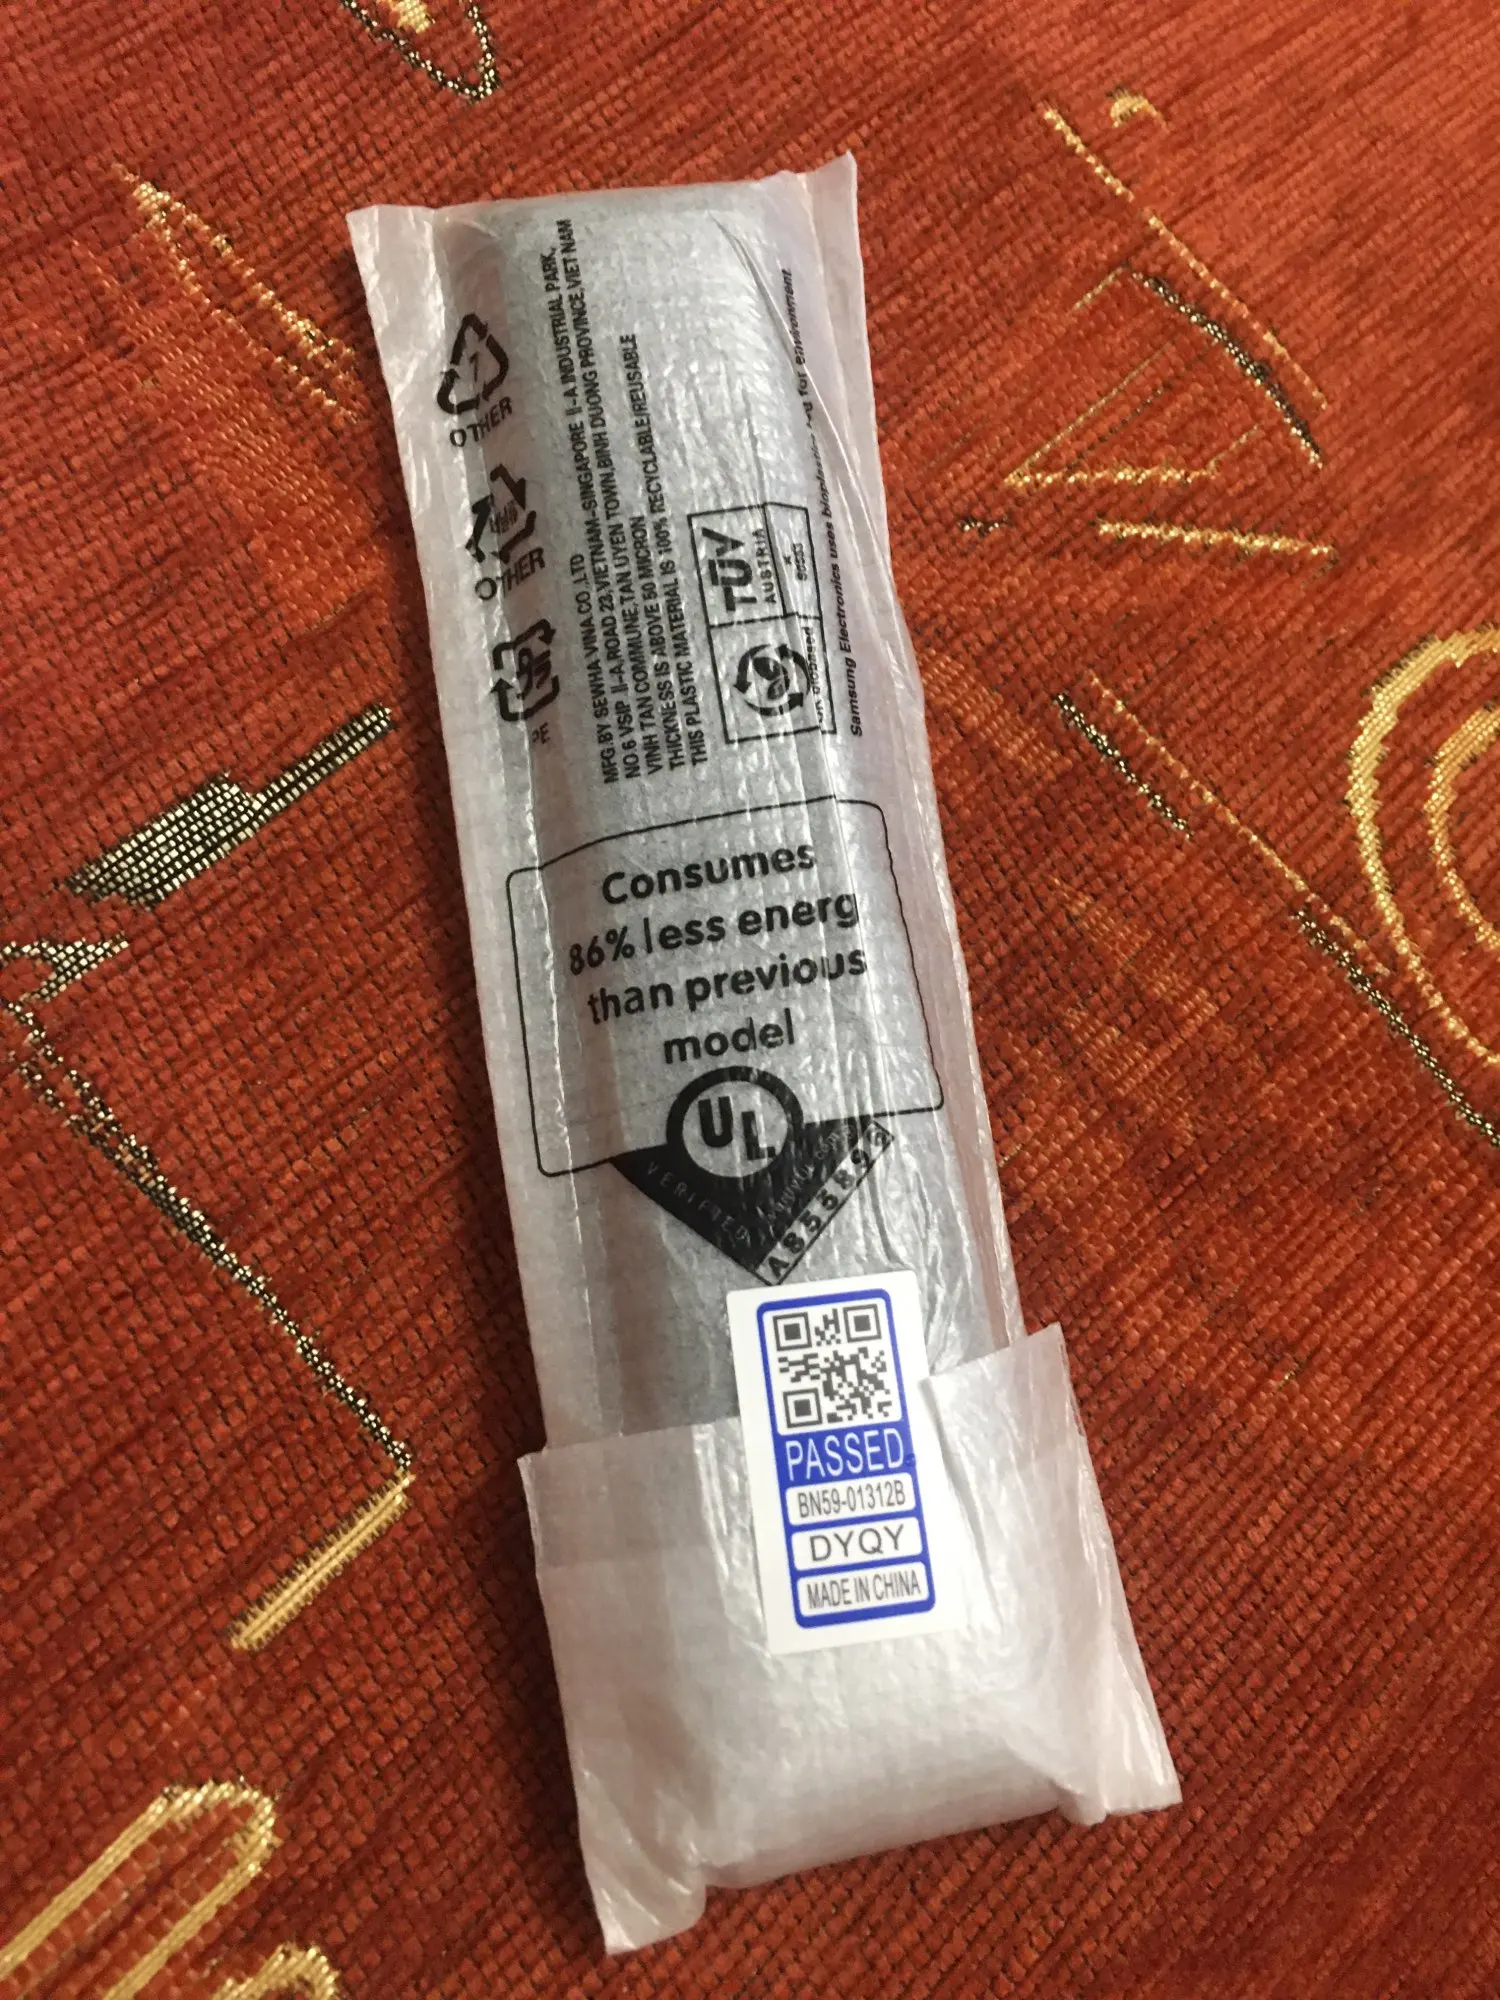 OTHER
OTHER
PE
MFG.BY SEWHA VINA.CO.,LTD
NO.6 VSIP II-A,ROAD 23,VIETNAM-SINGAPORE II-A INDUSTRIAL PARK,
VINH TAN COMMUNE,TAN UYEN TOWN,BINH DUONG PROVINCE,VIET NAM
THICKNESS IS ABOVE 50 MICRON
THIS PLASTIC MATERIAL IS 100% RECYCLABLE/REUSABLE
TÜV
AUSTRIA
Samsung Electronics uses bioplastic bag for environment
Consumes
86% less energ
than previous
model
UL
VERIFIED
PASSED
BN59-01312B
DYQY
MADE IN CHINA